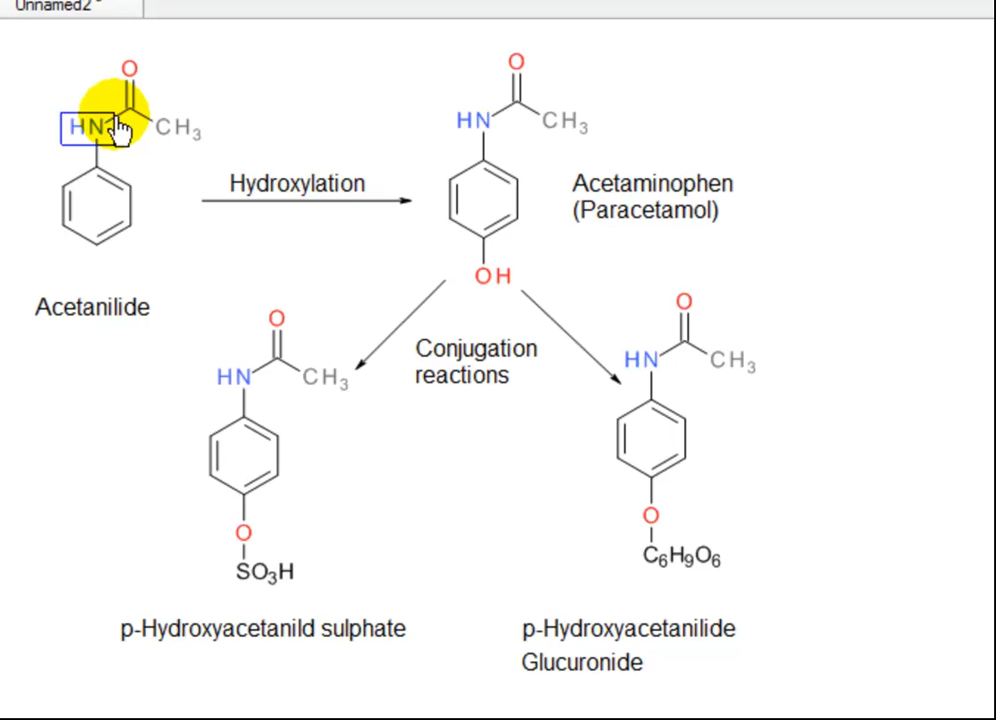 Unnamed2 *
O
HN CH3
O
HN CH3
Hydroxylation
Acetaminophen
(Paracetamol)
OH
Acetanilide
O
HN CH3
Conjugation
reactions
O
HN CH3
O
SO3H
O
C6H9O6
p-Hydroxyacetanild sulphate
p-Hydroxyacetanilide
Glucuronide